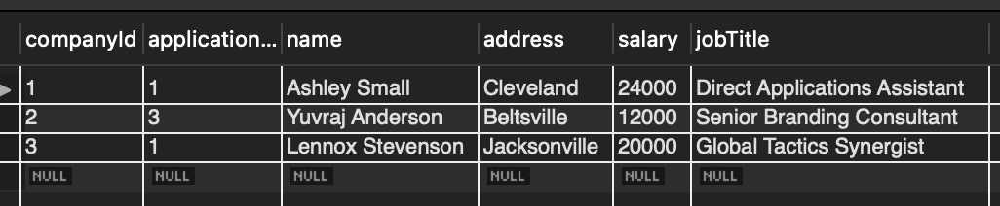 companyId application... name address salary jobTitle
1 1 Ashley Small Cleveland 24000 Direct Applications Assistant
2 3 Yuvraj Anderson Beltsville 12000 Senior Branding Consultant
3 1 Lennox Stevenson Jacksonville 20000 Global Tactics Synergist
NULL NULL NULL NULL NULL NULL